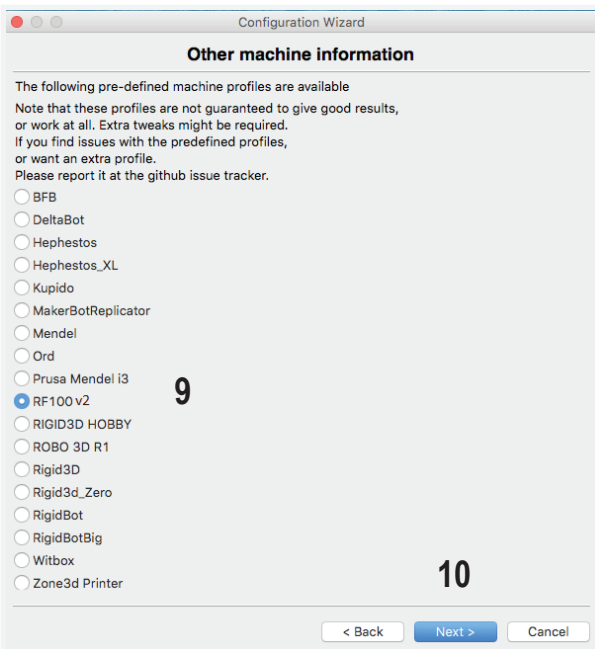 Configuration Wizard
Other machine information
The following pre-defined machine profiles are available
Note that these profiles are not guaranteed to give good results,
or work at all. Extra tweaks might be required.
If you find issues with the predefined profiles,
or want an extra profile.
Please report it at the github issue tracker.
BFB
DeltaBot
Hephestos
Hephestos_XL
Kupido
MakerBotReplicator
Mendel
Ord
Prusa Mendel i3
9
RF100 v2
RIGID3D HOBBY
ROBO 3D R1
Rigid3D
Rigid3d_Zero
RigidBot
RigidBotBig
Witbox
10
Zone3d Printer
< Back Next > Cancel